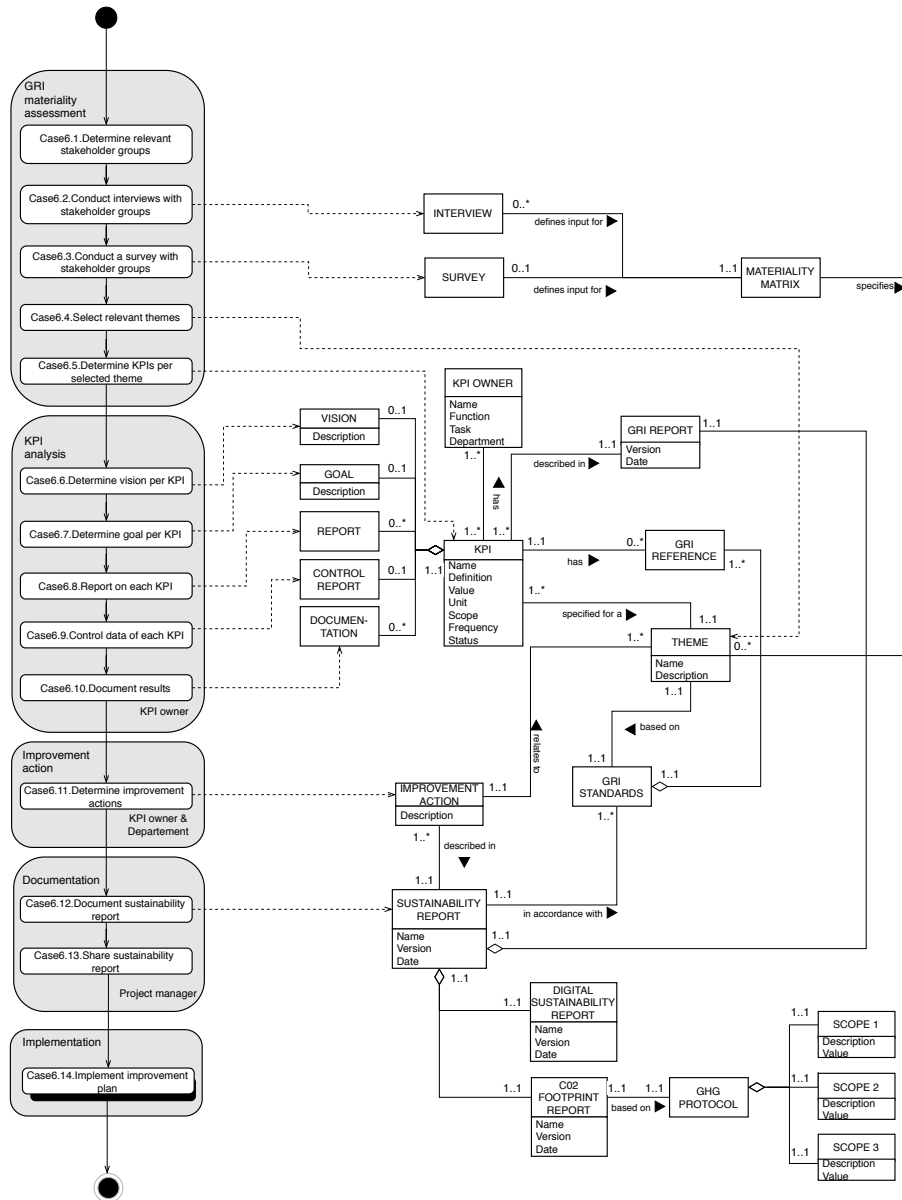 GRI
materiality
assessment
Case6.1.Determine relevant
stakeholder groups
Case6.2.Conduct interviews with
stakeholder groups
Case6.3.Conduct a survey with
stakeholder groups
Case6.4.Select relevant themes
Case6.5.Determine KPIs per
selected theme
KPI
analysis
Case6.6.Determine vision per KPI
Case6.7.Determine goal per KPI
Case6.8.Report on each KPI
Case6.9.Control data of each KPI
Case6.10.Document results
KPI owner
Improvement
action
Case6.11.Determine improvement
actions
KPI owner &
Departement
Documentation
Case6.12.Document sustainability
report
Case6.13.Share sustainability
report
Project manager
Implementation
Case6.14.Implement improvement
plan
INTERVIEW
0..*
defines input for
SURVEY
0..1
defines input for
1..1
MATERIALITY
MATRIX
specifies
KPI OWNER
Name
Function
Task
Department
1..*
has
1..*
VISION
Description
0..1
GOAL
Description
0..1
REPORT
0..*
CONTROL
REPORT
0..1
DOCUMEN-
TATION
0..*
1..1
KPI
Name
Definition
Value
Unit
Scope
Frequency
Status
1..*
described in
1..1
GRI REPORT
Version
Date
1..1
1..1
has
0..*
GRI
REFERENCE
1..*
1..*
specified for a
1..1
THEME
Name
Description
0..*
1..*
1..1
based on
relates to
1..1
GRI
STANDARDS
1..1
1..*
IMPROVEMENT
ACTION
Description
1..1
1..*
described in
1..1
SUSTAINABILITY
REPORT
Name
Version
Date
1..1
in accordance with
1..1
1..1
1..1
DIGITAL
SUSTAINABILITY
REPORT
Name
Version
Date
1..1
C02
FOOTPRINT
REPORT
Name
Version
Date
1..1
based on
1..1
GHG
PROTOCOL
1..1
SCOPE 1
Description
Value
1..1
SCOPE 2
Description
Value
1..1
SCOPE 3
Description
Value